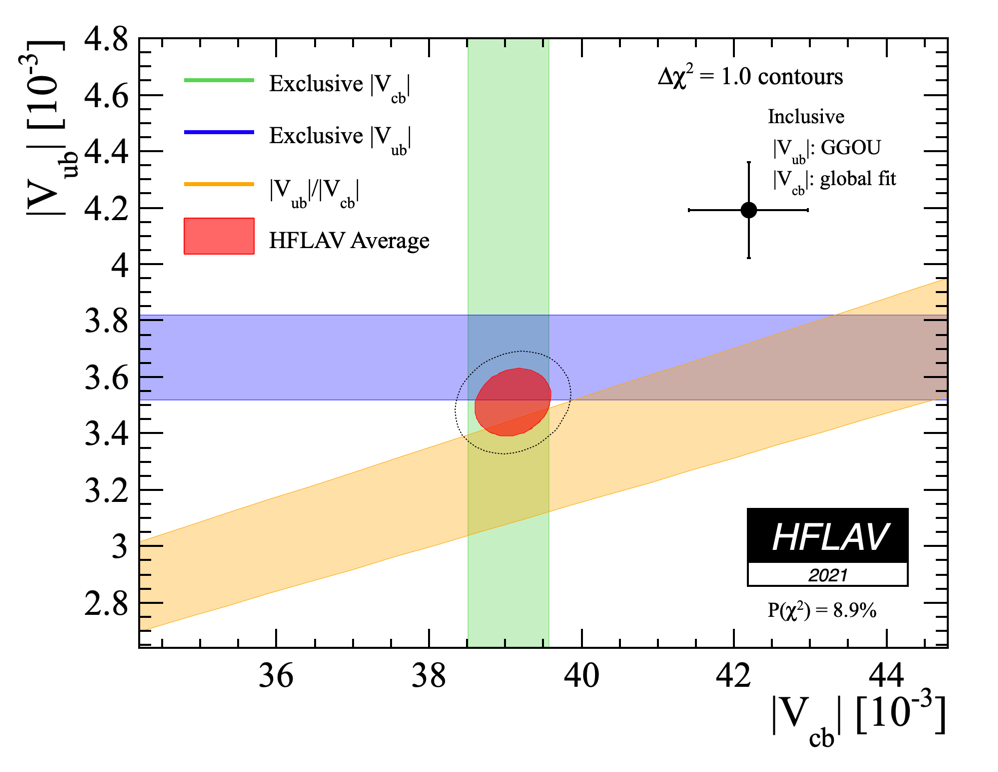 |V_ub| [10^-3]
4.8
4.6
4.4
4.2
4
3.8
3.6
3.4
3.2
3
2.8
Exclusive |V_cb|
Exclusive |V_ub|
|V_ub|/|V_cb|
HFLAV Average
Δχ² = 1.0 contours
Inclusive
|V_ub|: GGOU
|V_cb|: global fit
HFLAV
2021
P(χ²) = 8.9%
36 38 40 42 44
|V_cb| [10^-3]